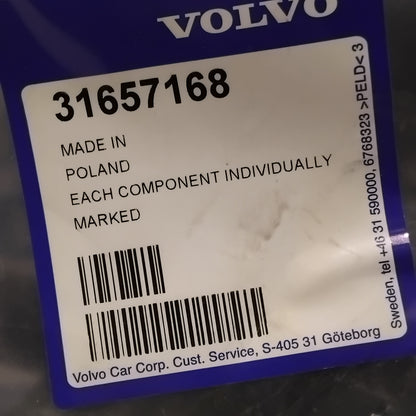 VOLVO
31657168
MADE IN
POLAND
EACH COMPONENT INDIVIDUALLY
MARKED
Volvo Car Corp. Cust. Service, S-405 31 Göteborg
Sweden, tel +46 31 590000, 6768323 >PELD< 3